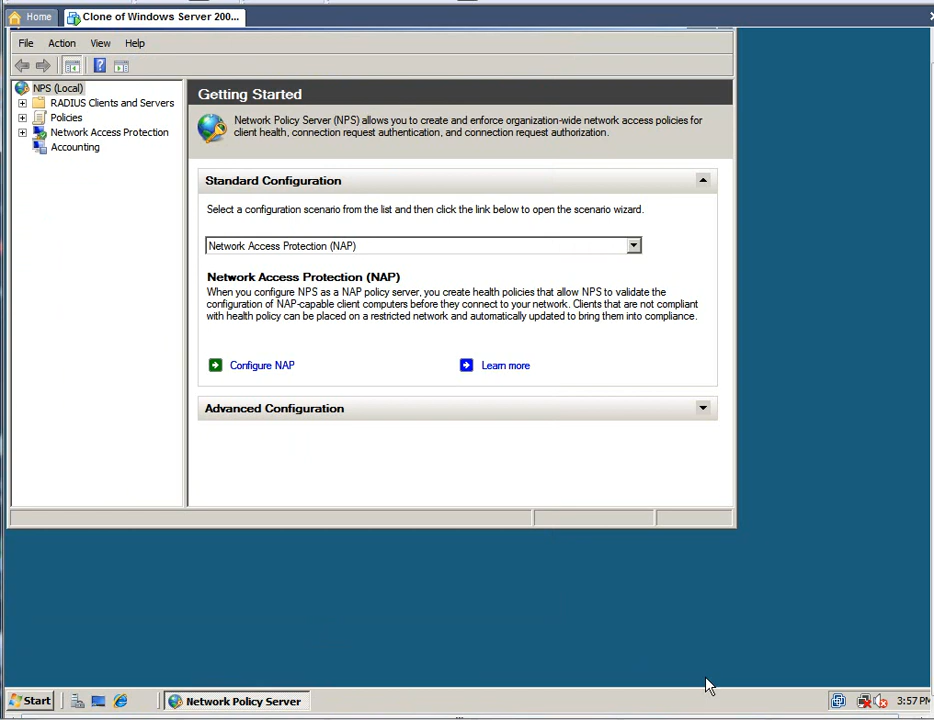 Home
Clone of Windows Server 200...
File Action View Help
NPS (Local)
RADIUS Clients and Servers
Policies
Network Access Protection
Accounting
Getting Started
Network Policy Server (NPS) allows you to create and enforce organization-wide network access policies for
client health, connection request authentication, and connection request authorization.
Standard Configuration
Select a configuration scenario from the list and then click the link below to open the scenario wizard.
Network Access Protection (NAP)
Network Access Protection (NAP)
When you configure NPS as a NAP policy server, you create health policies that allow NPS to validate the
configuration of NAP-capable client computers before they connect to your network. Clients that are not compliant
with health policy can be placed on a restricted network and automatically updated to bring them into compliance.
Configure NAP
Learn more
Advanced Configuration
Start
Network Policy Server
3:57 PM